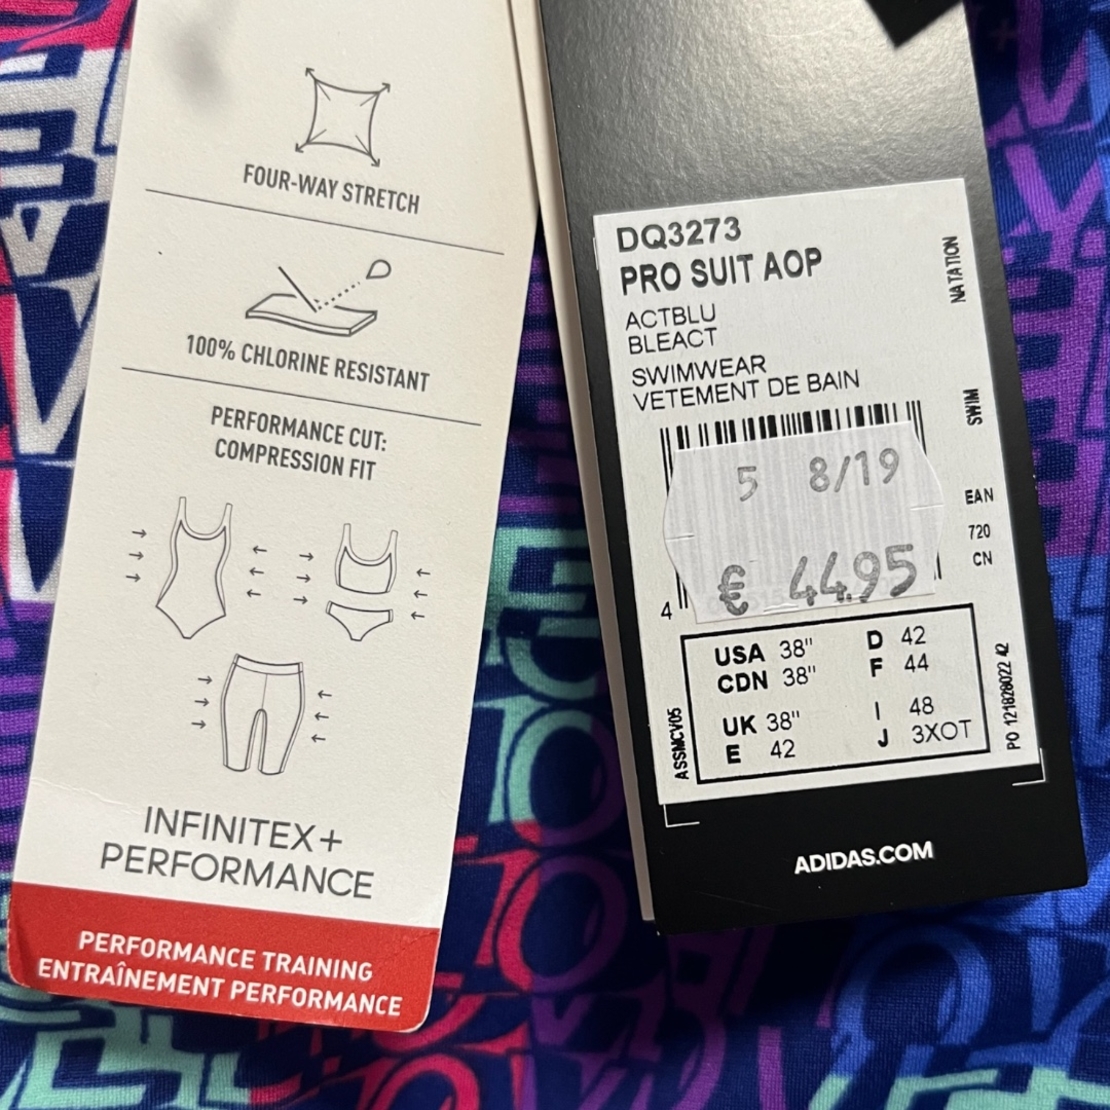 FOUR-WAY STRETCH
100% CHLORINE RESISTANT
PERFORMANCE CUT:
COMPRESSION FIT
INFINITEX+
PERFORMANCE
PERFORMANCE TRAINING
ENTRAÎNEMENT PERFORMANCE
DQ3273
PRO SUIT AOP
ACTBLU
BLEACT
SWIMWEAR
VETEMENT DE BAIN
NATATION
SWIM
5 8/19
€ 44.95
EAN
720
CN
4
USA 38" D 42
CDN 38" F 44
UK 38" I 48
E 42 J 3XOT
ASSMCV05
PO 121828022 42
ADIDAS.COM